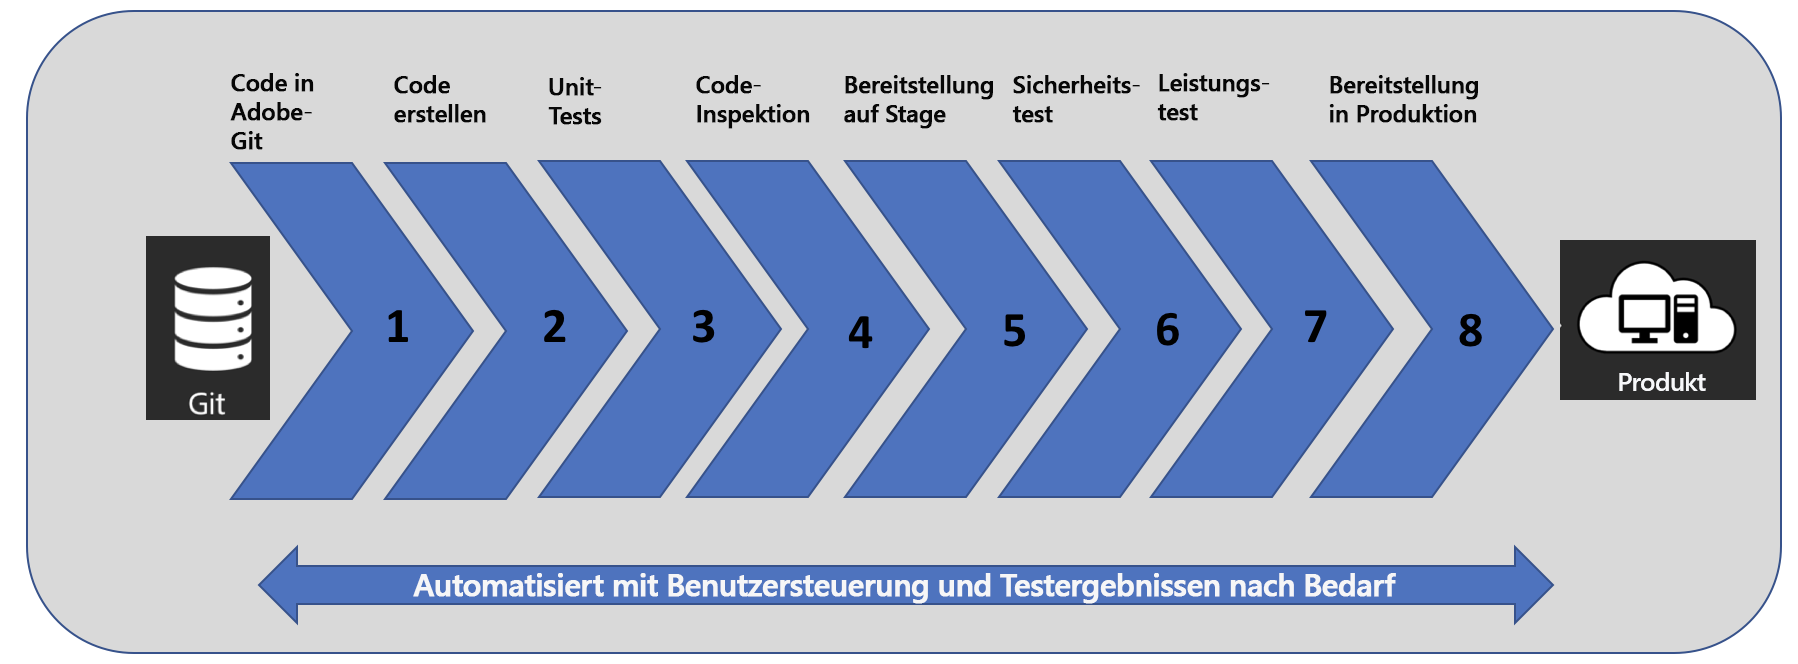 Code in
Adobe-
Git
Code
erstellen
Unit-
Tests
Code-
Inspektion
Bereitstellung
auf Stage
Sicherheits-
test
Leistungs-
test
Bereitstellung
in Produktion
1
2
3
4
5
6
7
8
Git
Produkt
Automatisiert mit Benutzersteuerung und Testergebnissen nach Bedarf